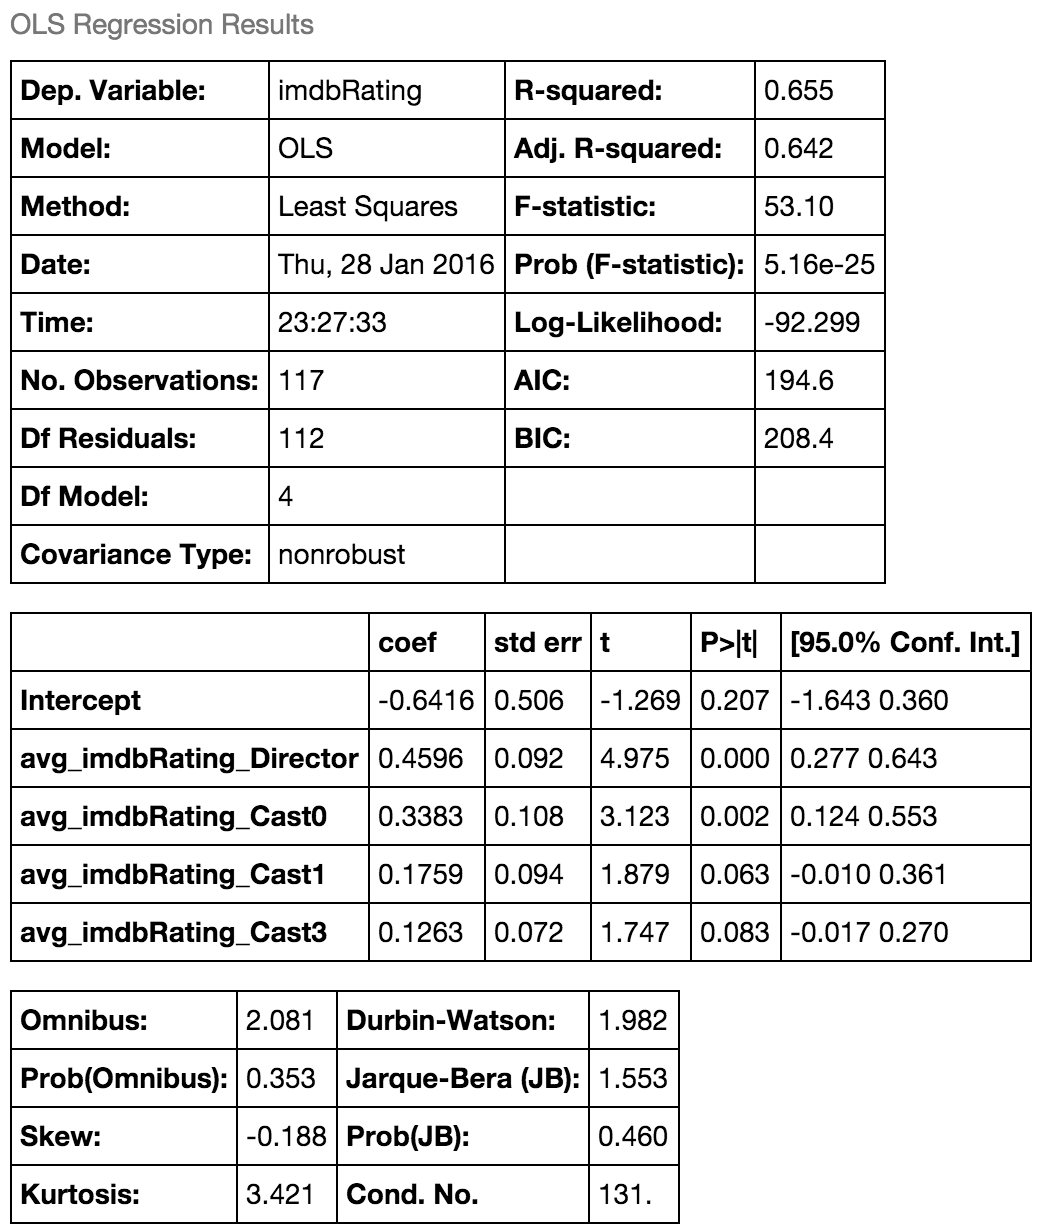 OLS Regression Results
Dep. Variable: imdbRating R-squared: 0.655
Model: OLS Adj. R-squared: 0.642
Method: Least Squares F-statistic: 53.10
Date: Thu, 28 Jan 2016 Prob (F-statistic): 5.16e-25
Time: 23:27:33 Log-Likelihood: -92.299
No. Observations: 117 AIC: 194.6
Df Residuals: 112 BIC: 208.4
Df Model: 4
Covariance Type: nonrobust
coef std err t P>|t| [95.0% Conf. Int.]
Intercept -0.6416 0.506 -1.269 0.207 -1.643 0.360
avg_imdbRating_Director 0.4596 0.092 4.975 0.000 0.277 0.643
avg_imdbRating_Cast0 0.3383 0.108 3.123 0.002 0.124 0.553
avg_imdbRating_Cast1 0.1759 0.094 1.879 0.063 -0.010 0.361
avg_imdbRating_Cast3 0.1263 0.072 1.747 0.083 -0.017 0.270
Omnibus: 2.081 Durbin-Watson: 1.982
Prob(Omnibus): 0.353 Jarque-Bera (JB): 1.553
Skew: -0.188 Prob(JB): 0.460
Kurtosis: 3.421 Cond. No. 131.